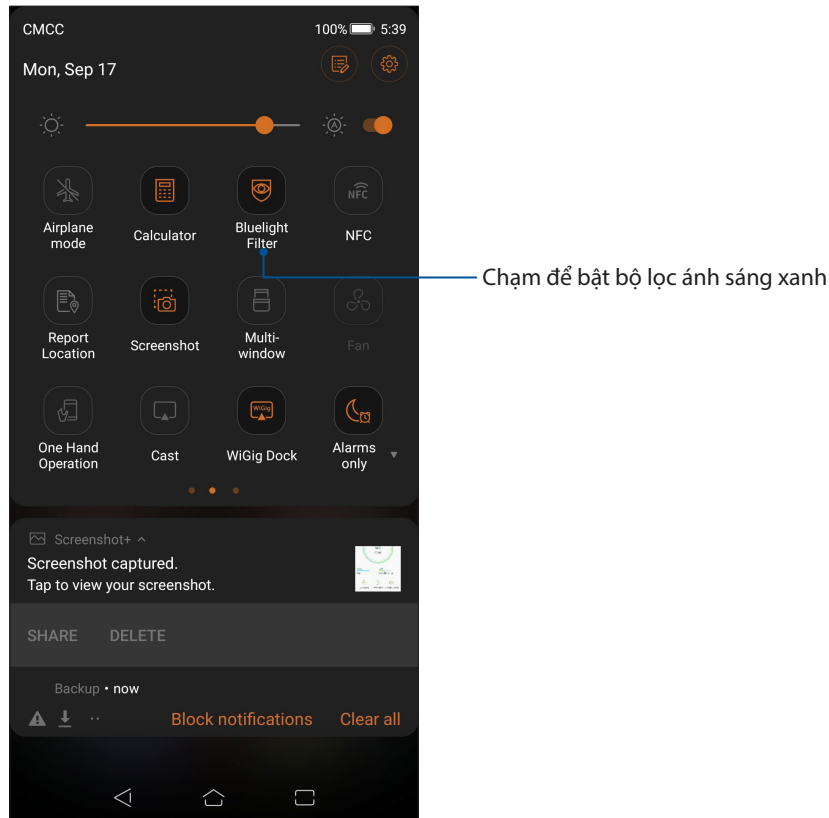 CMCC 100% 5:39
Mon, Sep 17
A
NFC
Airplane mode
Calculator
Bluelight Filter
NFC
Chạm để bật bộ lọc ánh sáng xanh
Report Location
Screenshot
Multi-window
Fan
WiGig
One Hand Operation
Cast
WiGig Dock
Alarms only
Screenshot+
Screenshot captured.
Tap to view your screenshot.
SHARE DELETE
Backup • now
Block notifications Clear all